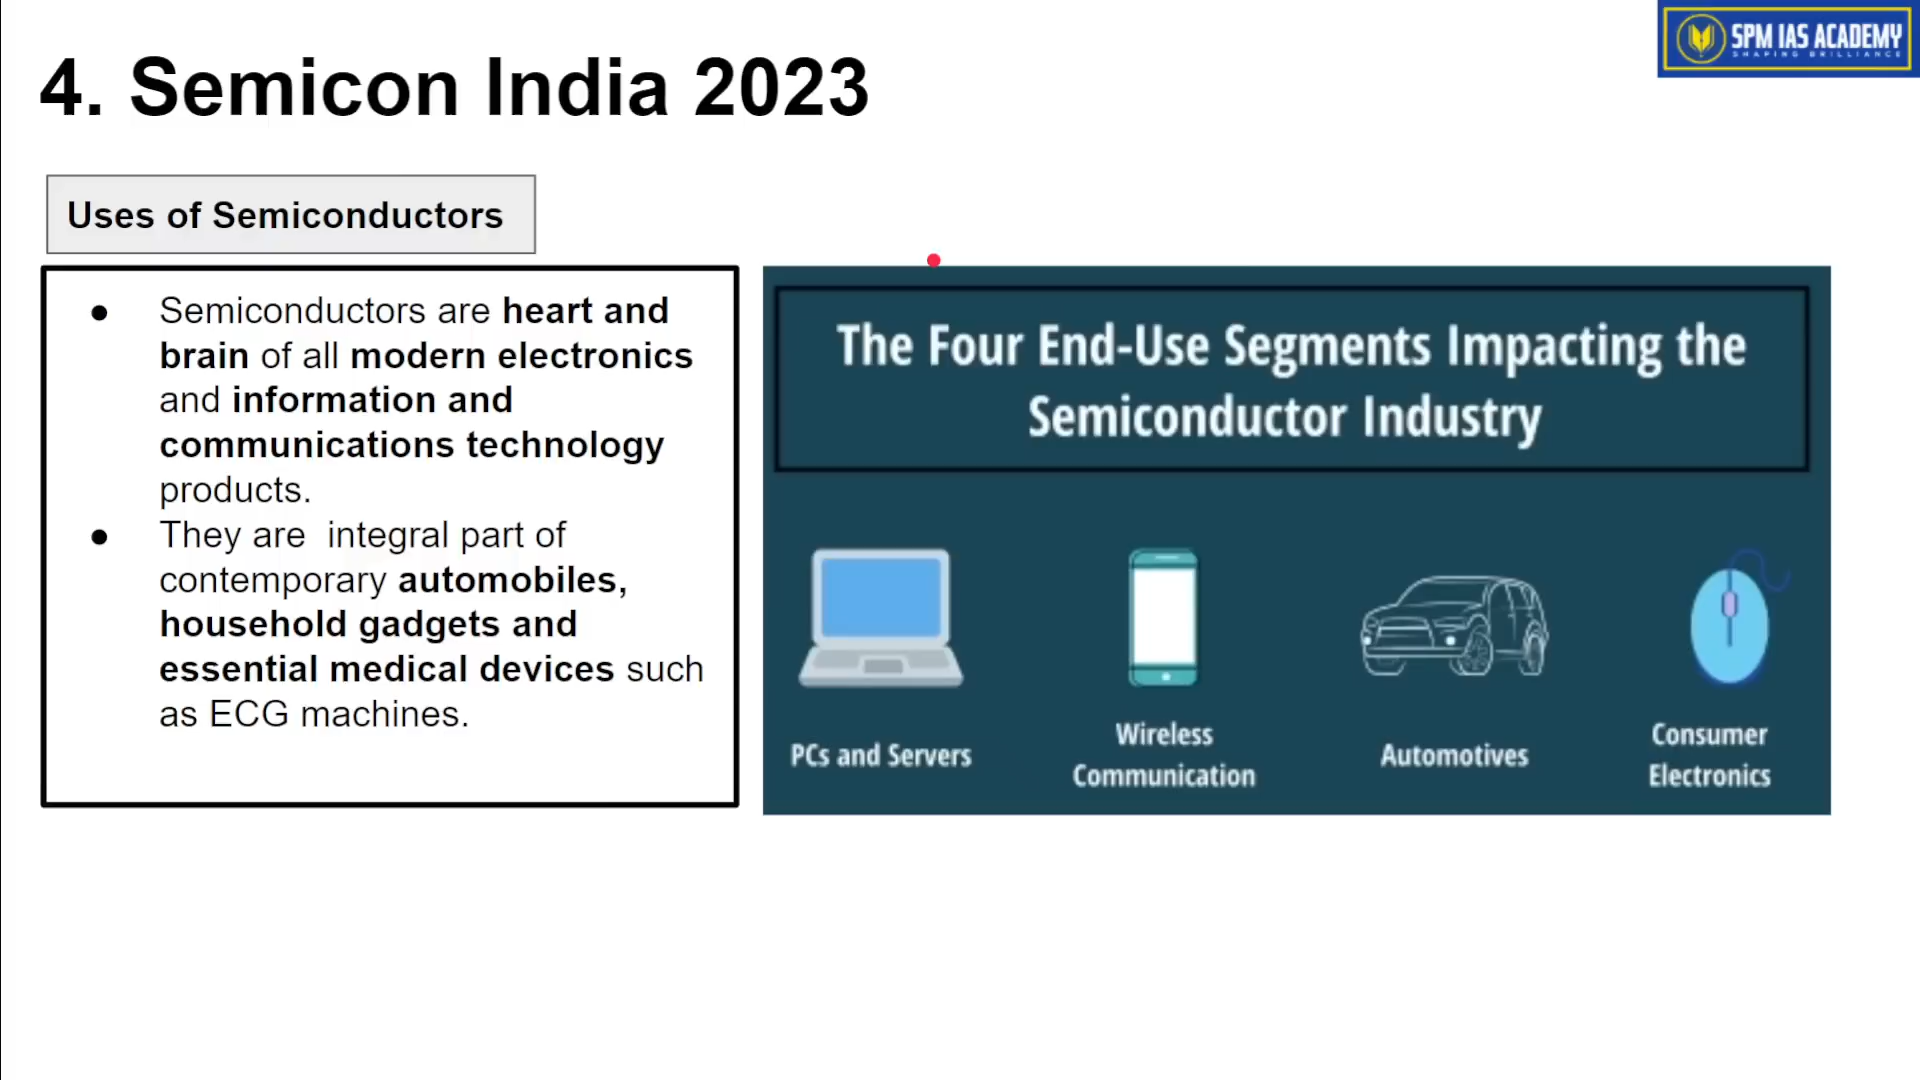 4. Semicon India 2023
SPM IAS ACADEMY
SHAPING BRILLIANCE
Uses of Semiconductors
● Semiconductors are heart and
brain of all modern electronics
and information and
communications technology
products.
● They are  integral part of
contemporary automobiles,
household gadgets and
essential medical devices such
as ECG machines.
The Four End-Use Segments Impacting the
Semiconductor Industry
PCs and Servers
Wireless
Communication
Automotives
Consumer
Electronics